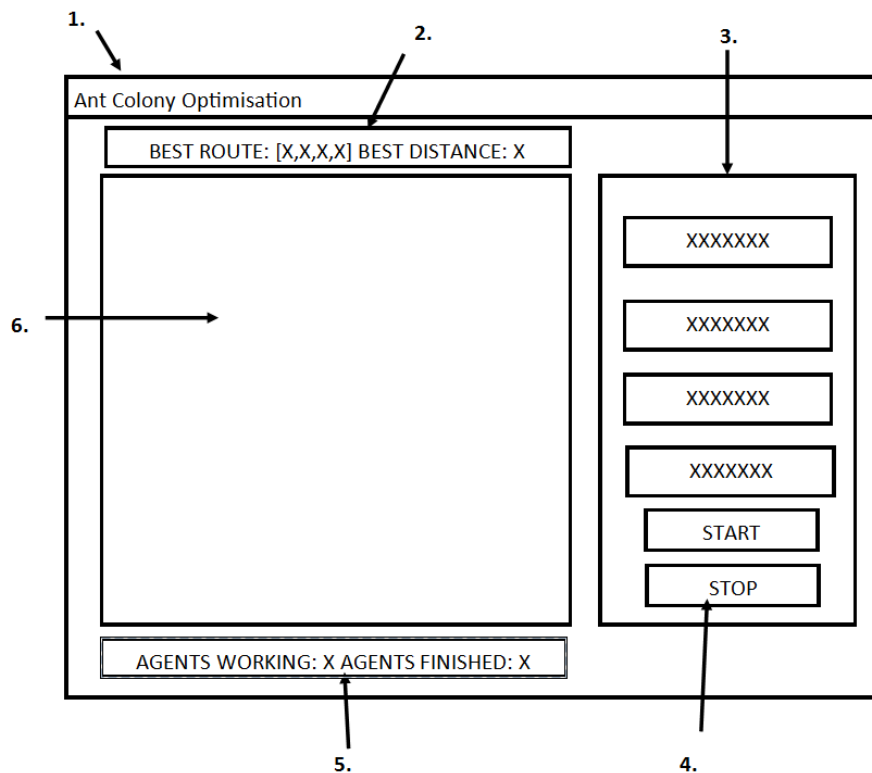 1.
2.
3.
Ant Colony Optimisation
BEST ROUTE: [X,X,X,X] BEST DISTANCE: X
XXXXXXX
6.
XXXXXXX
XXXXXXX
XXXXXXX
START
STOP
AGENTS WORKING: X AGENTS FINISHED: X
5.
4.